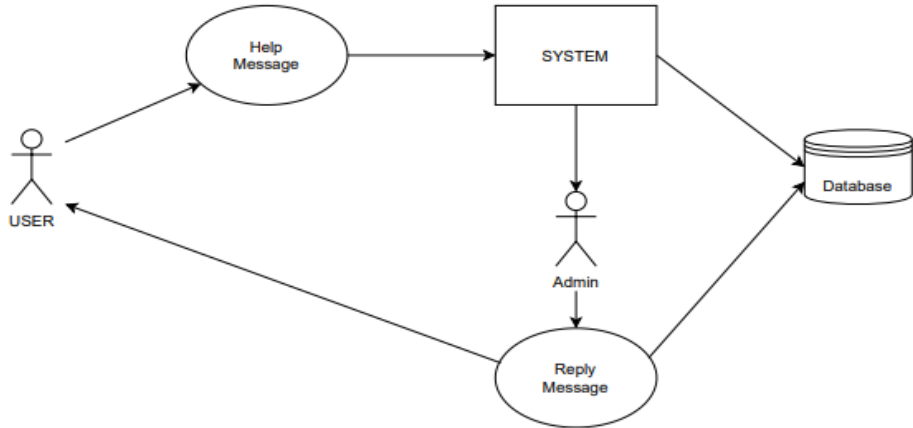 Help
Message
SYSTEM
Database
USER
Admin
Reply
Message